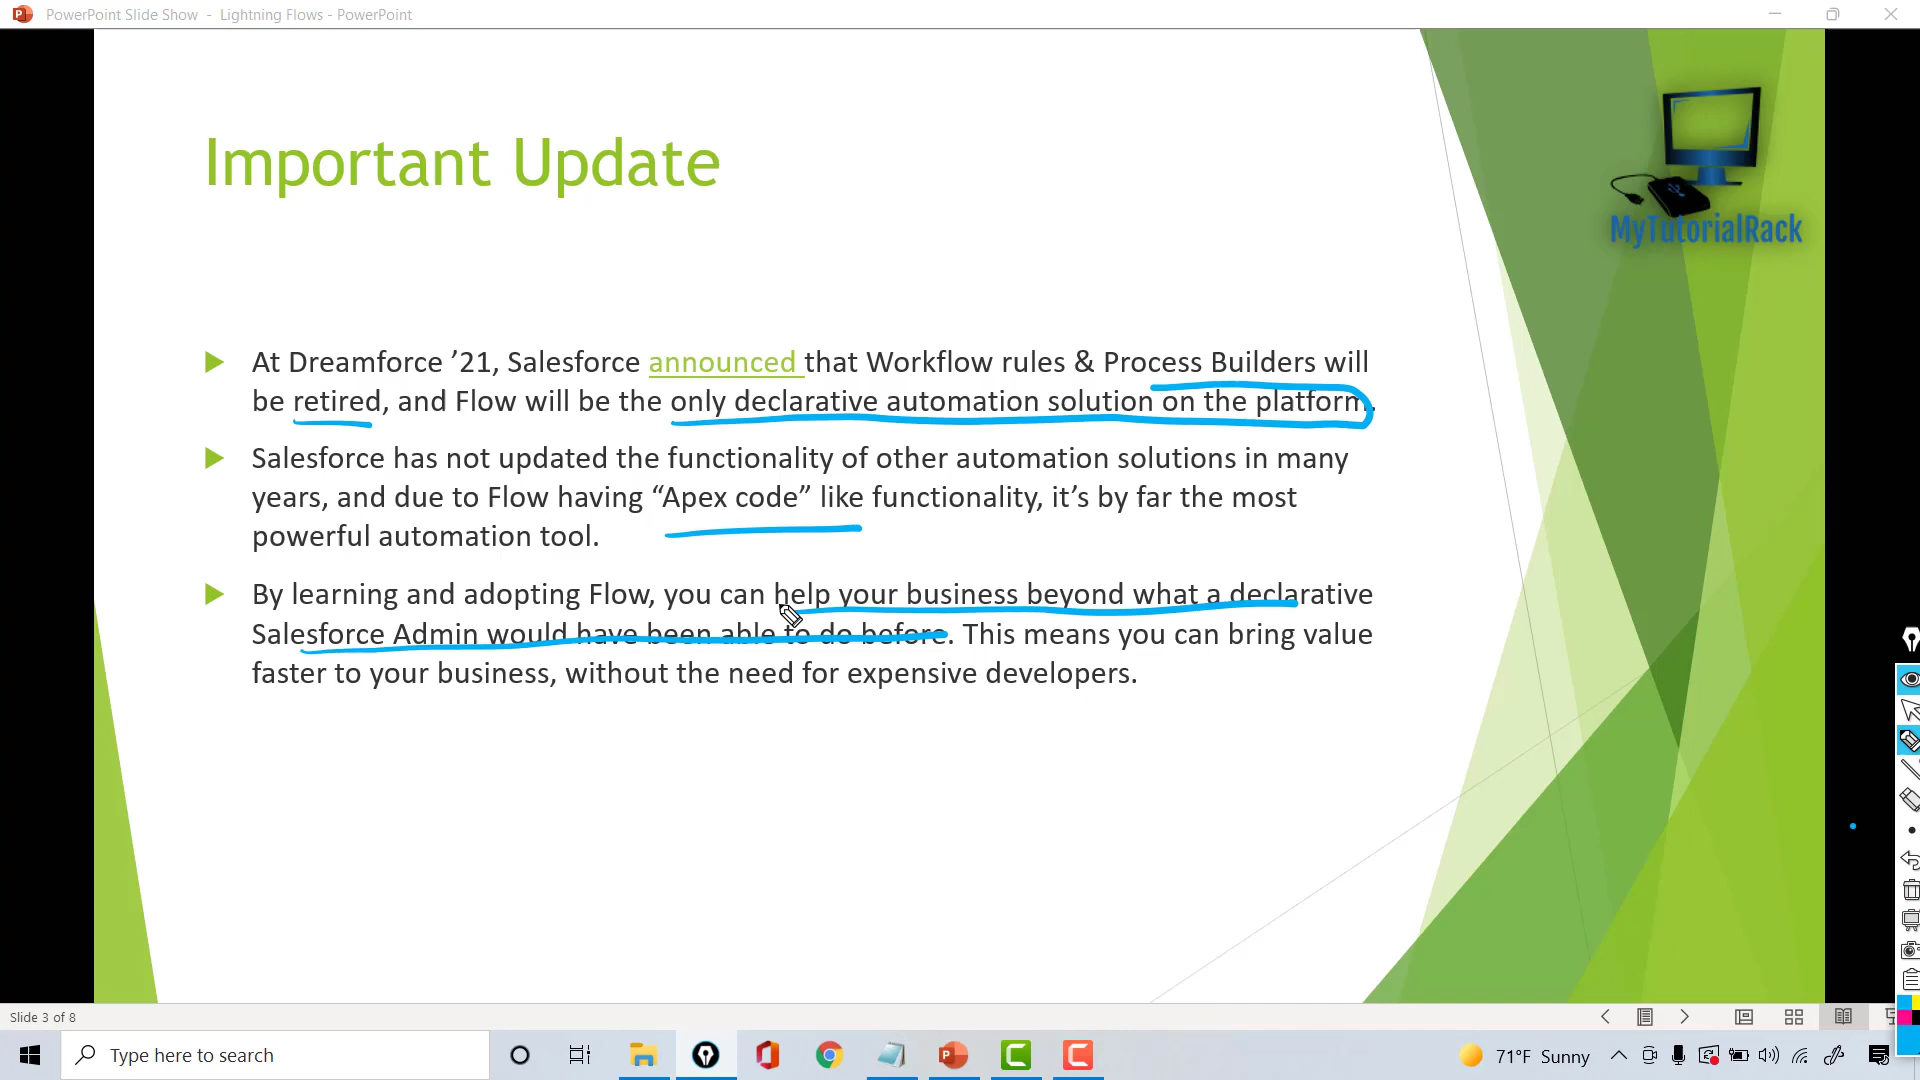 PowerPoint Slide Show - Lightning Flows - PowerPoint
MyTutorialRack
Important Update
At Dreamforce ’21, Salesforce announced that Workflow rules & Process Builders will
be retired, and Flow will be the only declarative automation solution on the platform.
Salesforce has not updated the functionality of other automation solutions in many
years, and due to Flow having “Apex code” like functionality, it’s by far the most
powerful automation tool.
By learning and adopting Flow, you can help your business beyond what a declarative
Salesforce Admin would have been able to do before. This means you can bring value
faster to your business, without the need for expensive developers.
Slide 3 of 8
Type here to search
71°F Sunny